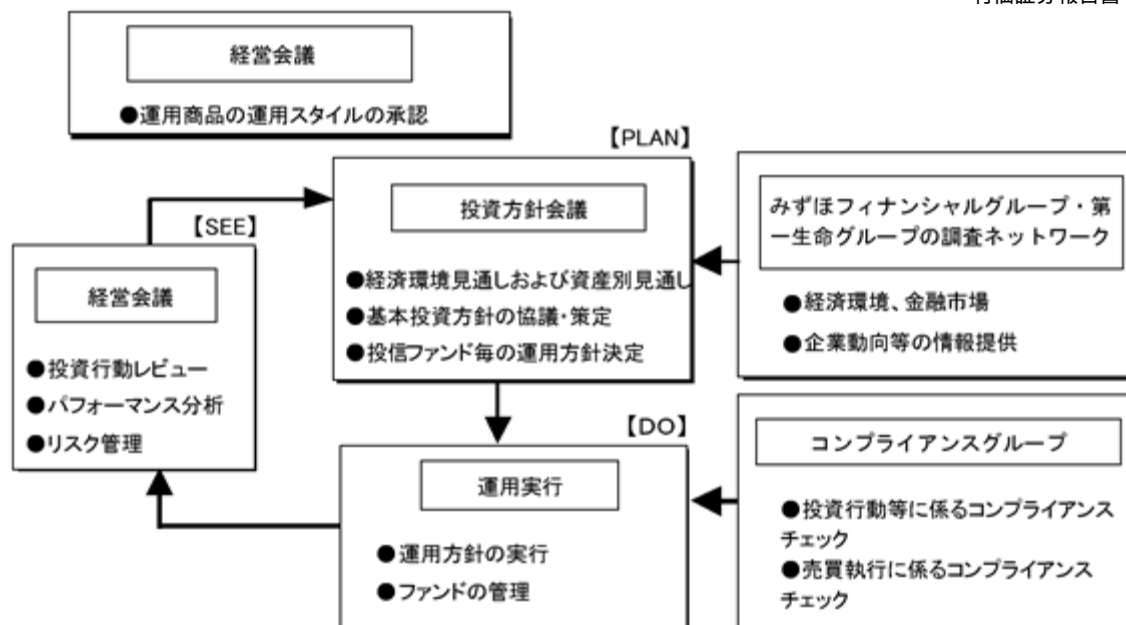 経営会議
●運用商品の運用スタイルの承認
【PLAN】
投資方針会議
●経済環境見通しおよび資産別見通し
●基本投資方針の協議・策定
●投信ファンド毎の運用方針決定
みずほフィナンシャルグループ・第
一生命グループの調査ネットワーク
●経済環境、金融市場
●企業動向等の情報提供
【SEE】
経営会議
●投資行動レビュー
●パフォーマンス分析
●リスク管理
【DO】
運用実行
●運用方針の実行
●ファンドの管理
コンプライアンスグループ
●投資行動等に係るコンプライアンス
チェック
●売買執行に係るコンプライアンス
チェック